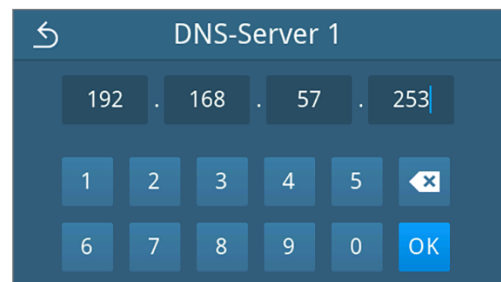 DNS-Server 1
192 . 168 . 57 . 253
1 2 3 4 5
6 7 8 9 0 OK